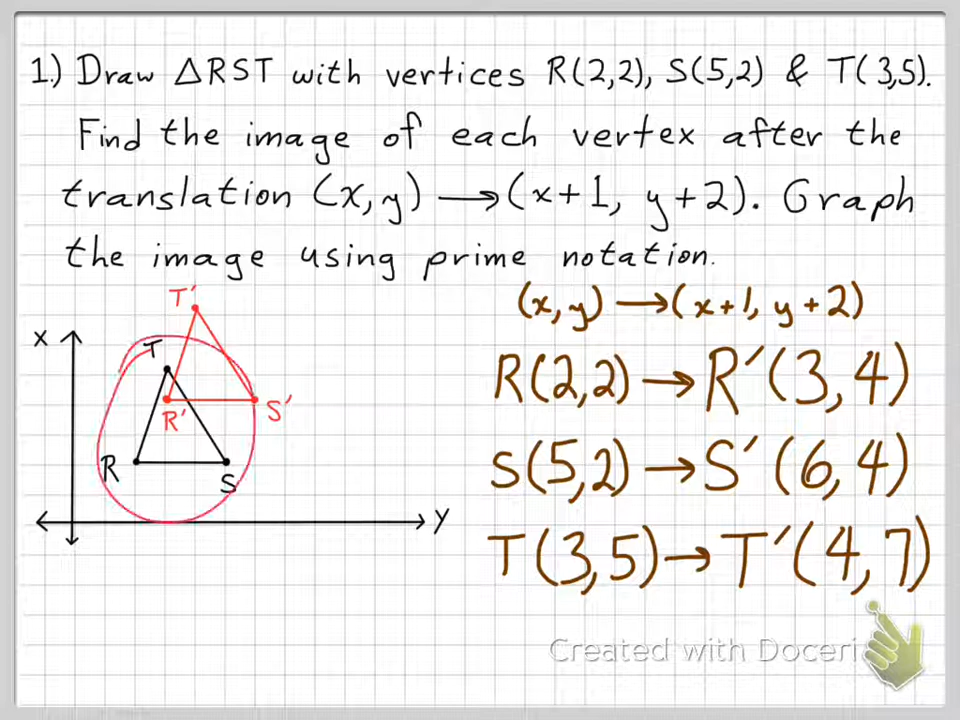 1.) Draw △RST with vertices R(2,2), S(5,2) & T(3,5).
Find the image of each vertex after the
translation (x,y) → (x+1, y+2). Graph
the image using prime notation.
T'
(x,y) → (x+1, y+2)
x
T
R(2,2) → R'(3,4)
R'
S'
R
S
S(5,2) → S'(6,4)
y
T(3,5) → T'(4,7)
Created with Doceri